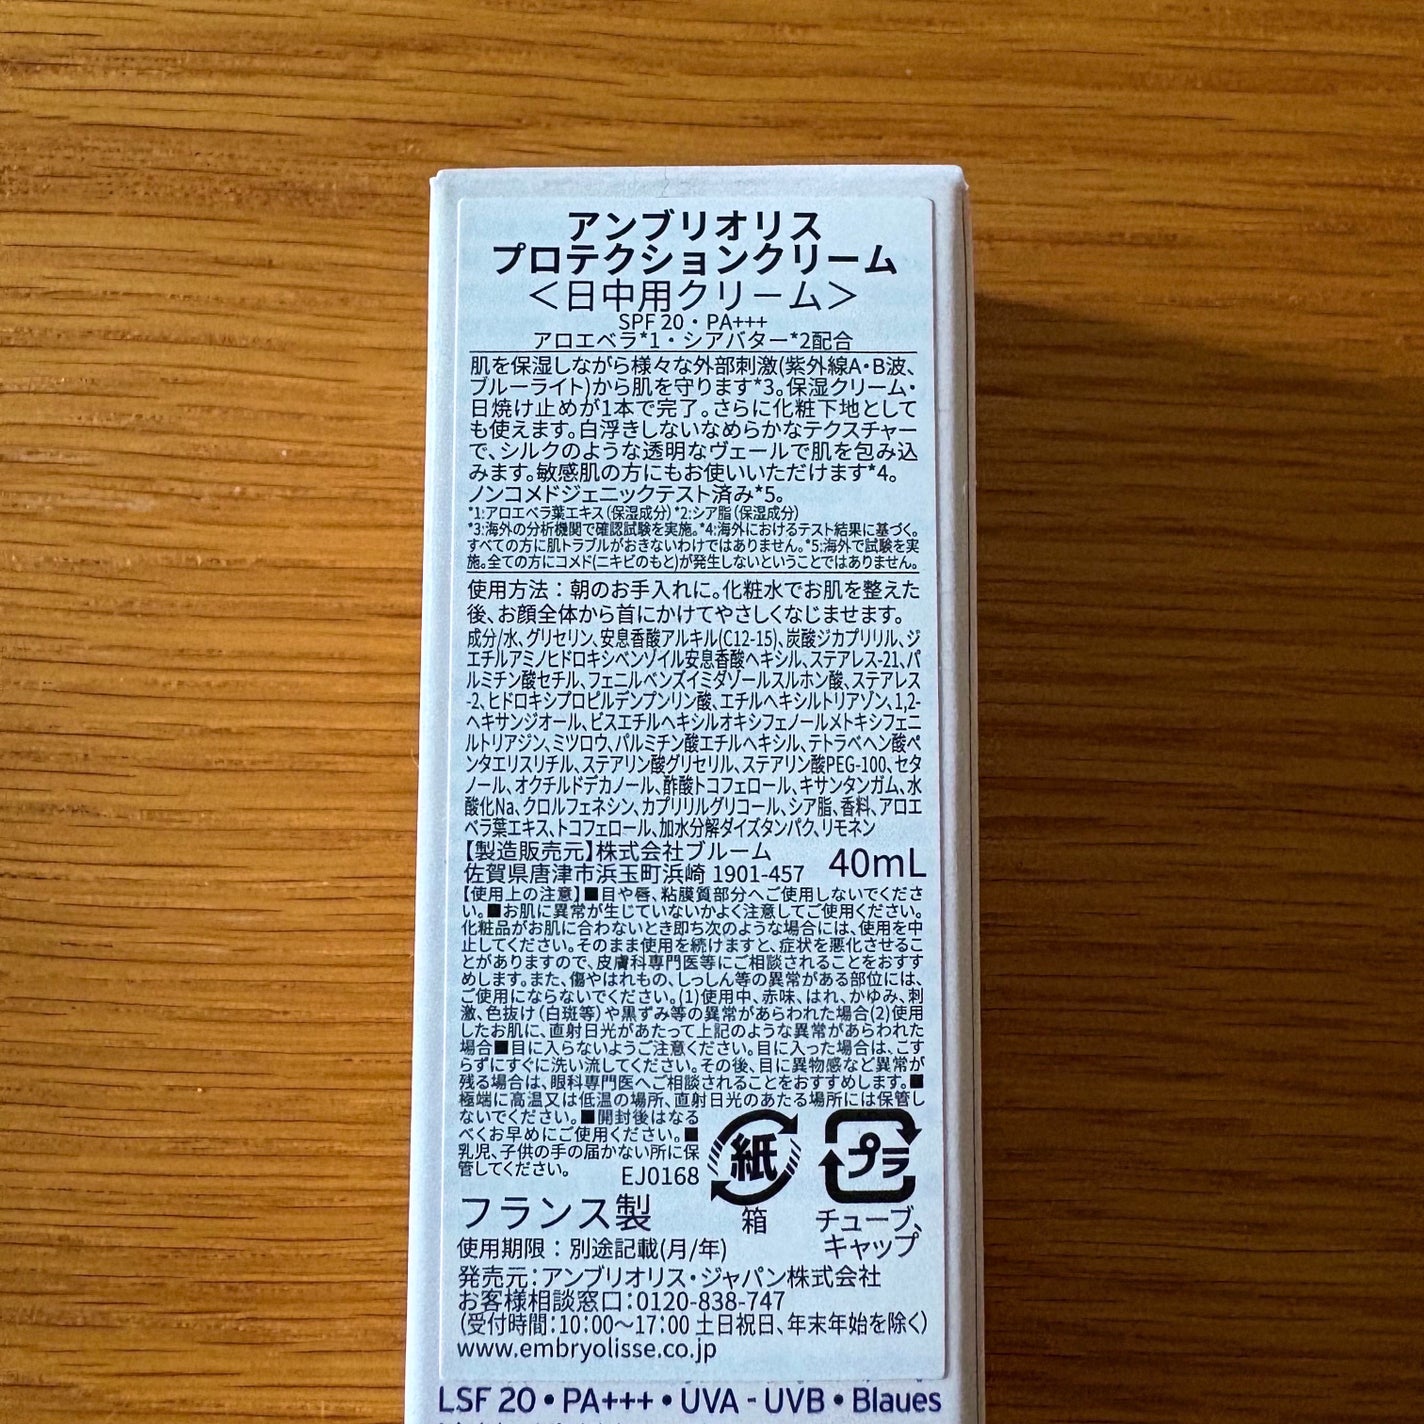 アンブリオリス
プロテクションクリーム
＜日中用クリーム＞
SPF 20・PA+++
アロエベラ*1・シアバター*2配合
肌を保湿しながら様々な外部刺激(紫外線A・B波、
ブルーライト)から肌を守ります*3。保湿クリーム・
日焼け止めが1本で完了。さらに化粧下地として
も使えます。白浮きしないなめらかなテクスチャー
で、シルクのような透明なヴェールで肌を包み込
みます。敏感肌の方にもお使いいただけます*4。
ノンコメドジェニックテスト済み*5。
*1:アロエベラ葉エキス（保湿成分）*2:シア脂（保湿成分）
*3:海外の分析機関で確認試験を実施。*4:海外におけるテスト結果に基づく。
すべての方に肌トラブルがおきないわけではありません。*5:海外で試験を実
施。全ての方にコメド(ニキビのもと)が発生しないということではありません。
使用方法：朝のお手入れに。化粧水でお肌を整えた
後、お顔全体から首にかけてやさしくなじませます。
成分/水、グリセリン、安息香酸アルキル(C12-15)、炭酸ジカプリリル、ジ
エチルアミノヒドロキシベンゾイル安息香酸ヘキシル、ステアレス-21、パ
ルミチン酸セチル、フェニルベンズイミダゾールスルホン酸、ステアレス
-2、ヒドロキシプロピルデンプンリン酸、エチルヘキシルトリアゾン、1,2-
ヘキサンジオール、ビスエチルヘキシルオキシフェノールメトキシフェニ
ルトリアジン、ミツロウ、パルミチン酸エチルヘキシル、テトラベヘン酸ペ
ンタエリスリチル、ステアリン酸グリセリル、ステアリン酸PEG-100、セタ
ノール、オクチルドデカノール、酢酸トコフェロール、キサンタンガム、水
酸化Na、クロルフェネシン、カプリリルグリコール、シア脂、香料、アロエ
ベラ葉エキス、トコフェロール、加水分解ダイズタンパク、リモネン
【製造販売元】株式会社ブルーム
佐賀県唐津市浜玉町浜崎 1901-457 40mL
【使用上の注意】■目や唇、粘膜質部分へご使用しないでくださ
い。■お肌に異常が生じていないかよく注意してご使用ください。
化粧品がお肌に合わないとき即ち次のような場合には、使用を中
止してください。そのまま使用を続けますと、症状を悪化させるこ
とがありますので、皮膚科専門医等にご相談されることをおすす
めします。また、傷やはれもの、しっしん等の異常がある部位には、
ご使用にならないでください。(1)使用中、赤味、はれ、かゆみ、刺
激、色抜け（白斑等）や黒ずみ等の異常があらわれた場合(2)使用
したお肌に、直射日光があたって上記のような異常があらわれた
場合■目に入らないようご注意ください。目に入った場合は、こす
らずにすぐに洗い流してください。その後、目に異物感など異常が
残る場合は、眼科専門医へご相談されることをおすすめします。■
極端に高温又は低温の場所、直射日光のあたる場所には保管し
ないでください。■開封後はなる
べくお早めにご使用ください。■
乳児、子供の手の届かない所に保
管してください。 EJ0168
紙
箱
プラ
チューブ、
キャップ
フランス製
使用期限：別途記載(月/年)
発売元：アンブリオリス・ジャパン株式会社
お客様相談窓口：0120-838-747
（受付時間：10：00～17：00 土日祝日、年末年始を除く）
www.embryolisse.co.jp
LSF 20 • PA+++ • UVA - UVB • Blaues